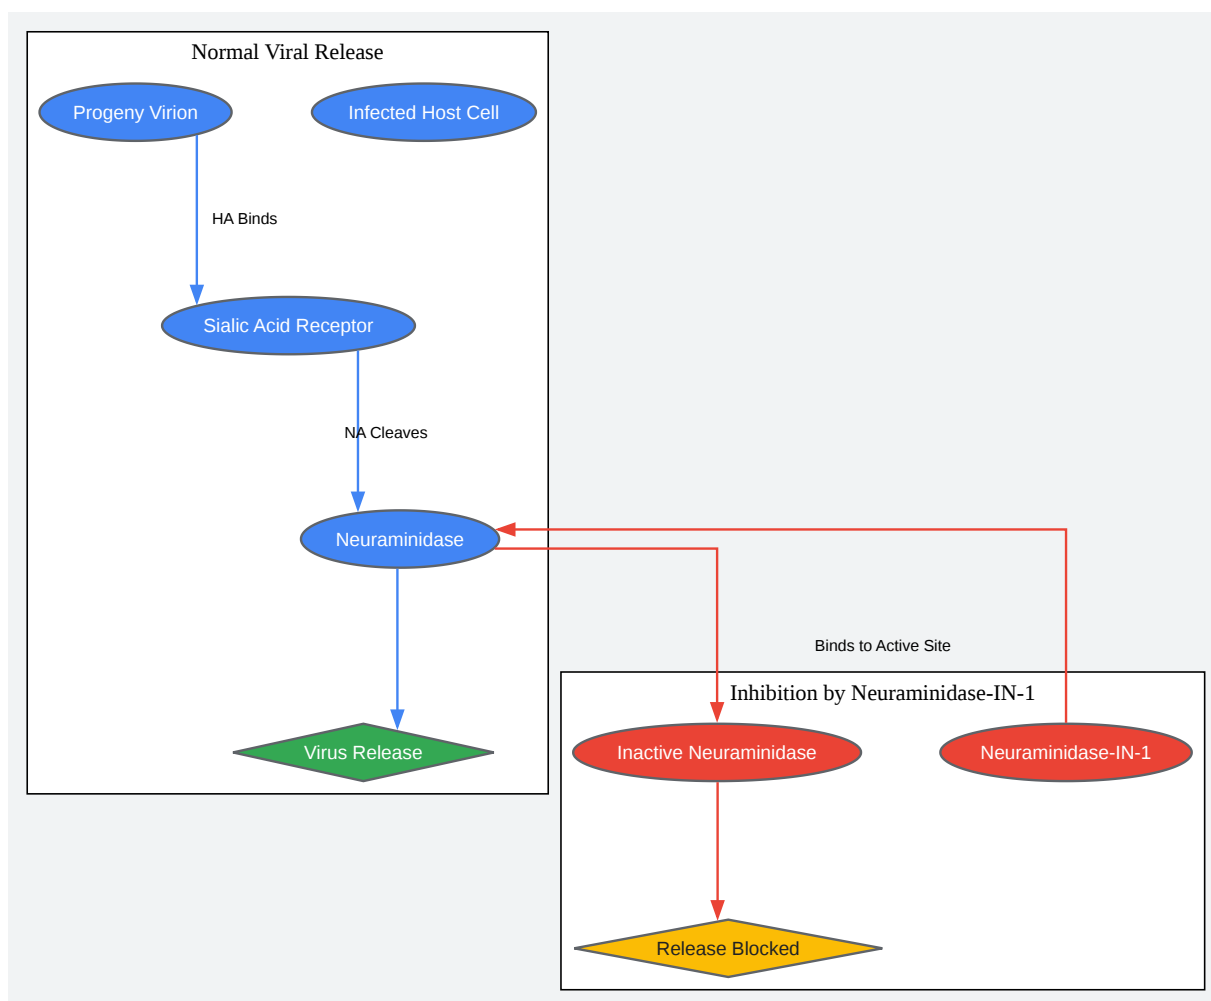 Normal Viral Release
Progeny Virion
Infected Host Cell
HA Binds
Sialic Acid Receptor
NA Cleaves
Neuraminidase
Binds to Active Site
Inhibition by Neuraminidase-IN-1
Virus Release
Inactive Neuraminidase
Neuraminidase-IN-1
Release Blocked